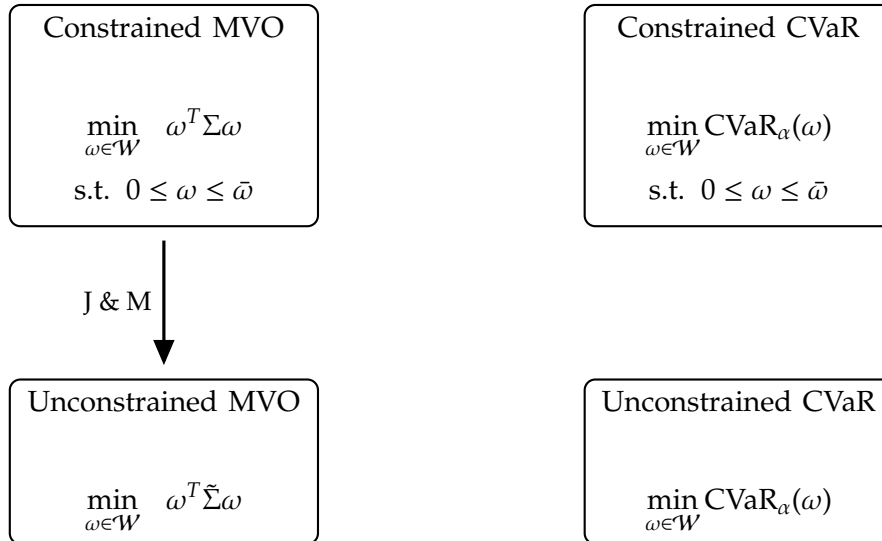 Constrained MVO
min ω^T Σω
ω∈𝒲
s.t. 0 ≤ ω ≤ ω̄
Constrained CVaR
min CVaR_α(ω)
ω∈𝒲
s.t. 0 ≤ ω ≤ ω̄
J & M
Unconstrained MVO
min ω^T Σ̃ω
ω∈𝒲
Unconstrained CVaR
min CVaR_α(ω)
ω∈𝒲